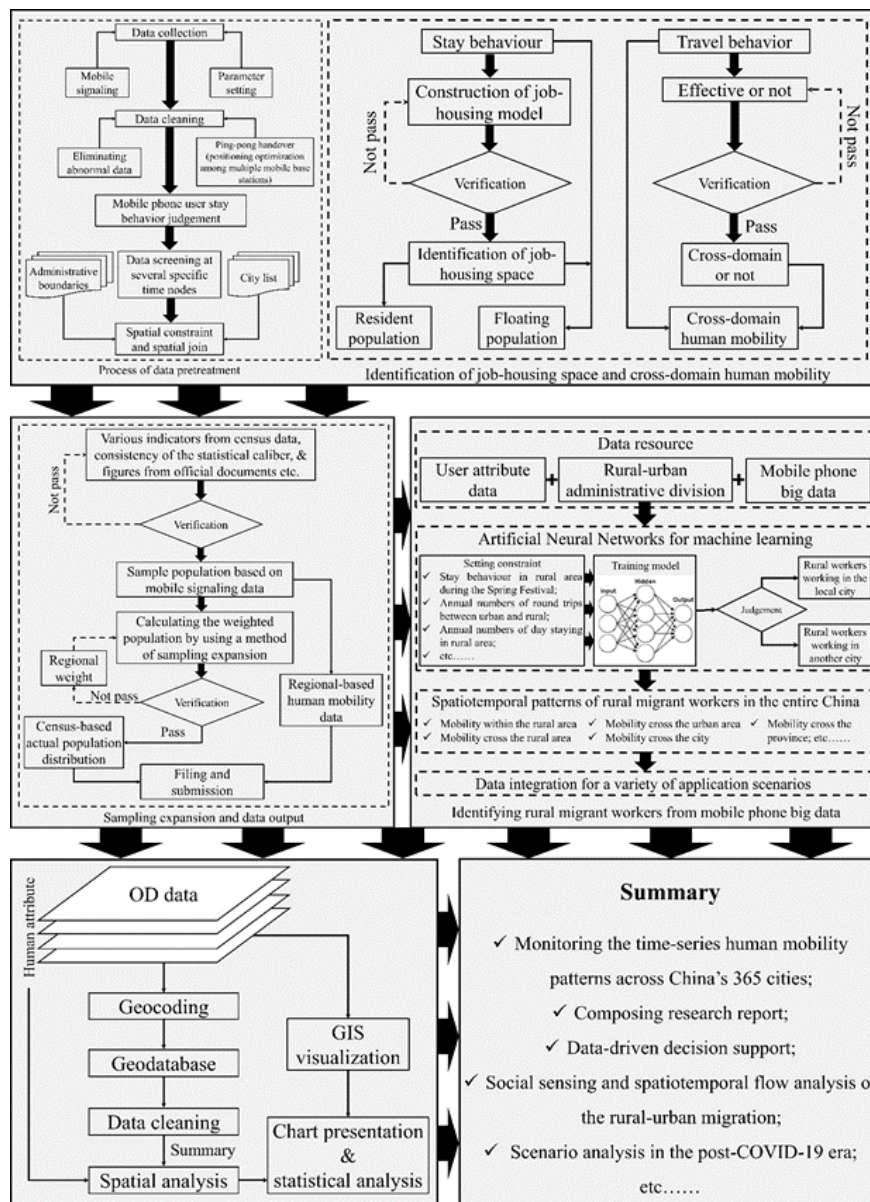 Data collection
Mobile
signaling
Parameter
setting
Data cleaning
Eliminating
abnormal data
Ping-pong handover
(positioning optimization
among multiple mobile base
stations)
Mobile phone user stay
behavior judgement
Administrative
boundaries
Data screening at
several specific
time nodes
City list
Spatial constraint
and spatial join
Process of data pretreatment
Stay behaviour
Construction of job-
housing model
Not pass
Verification
Pass
Identification of job-
housing space
Resident
population
Floating
population
Travel behavior
Effective or not
Not pass
Verification
Pass
Cross-domain
or not
Cross-domain
human mobility
Identification of job-housing space and cross-domain human mobility
Various indicators from census data,
consistency of the statistical caliber, &
figures from official documents etc.
Not pass
Verification
Sample population based on
mobile signaling data
Calculating the weighted
population by using a method
of sampling expansion
Regional
weight
Not pass
Verification
Pass
Regional-based
human mobility
data
Census-based
actual population
distribution
Filing and
submission
Sampling expansion and data output
Data resource
User attribute
data
+
Rural-urban
administrative division
+
Mobile phone
big data
Artificial Neural Networks for machine learning
Setting constraint
✓ Stay behaviour in rural area
during the Spring Festival;
✓ Annual numbers of round trips
between urban and rural;
✓ Annual numbers of day staying
in rural area;
✓ etc……
Training model
Hidden
Input
Output
Judgement
Rural workers
working in the
local city
Rural workers
working in
another city
Spatiotemporal patterns of rural migrant workers in the entire China
✓ Mobility within the rural area ✓ Mobility cross the urban area ✓ Mobility cross the
✓ Mobility cross the rural area ✓ Mobility cross the city province; etc……
Data integration for a variety of application scenarios
Identifying rural migrant workers from mobile phone big data
Human attribute
OD data
Geocoding
Geodatabase
Data cleaning
Summary
Spatial analysis
GIS
visualization
Chart presentation
&
statistical analysis
Summary
✓ Monitoring the time-series human mobility
patterns across China's 365 cities;
✓ Composing research report;
✓ Data-driven decision support;
✓ Social sensing and spatiotemporal flow analysis o
the rural-urban migration;
✓ Scenario analysis in the post-COVID-19 era;
etc……